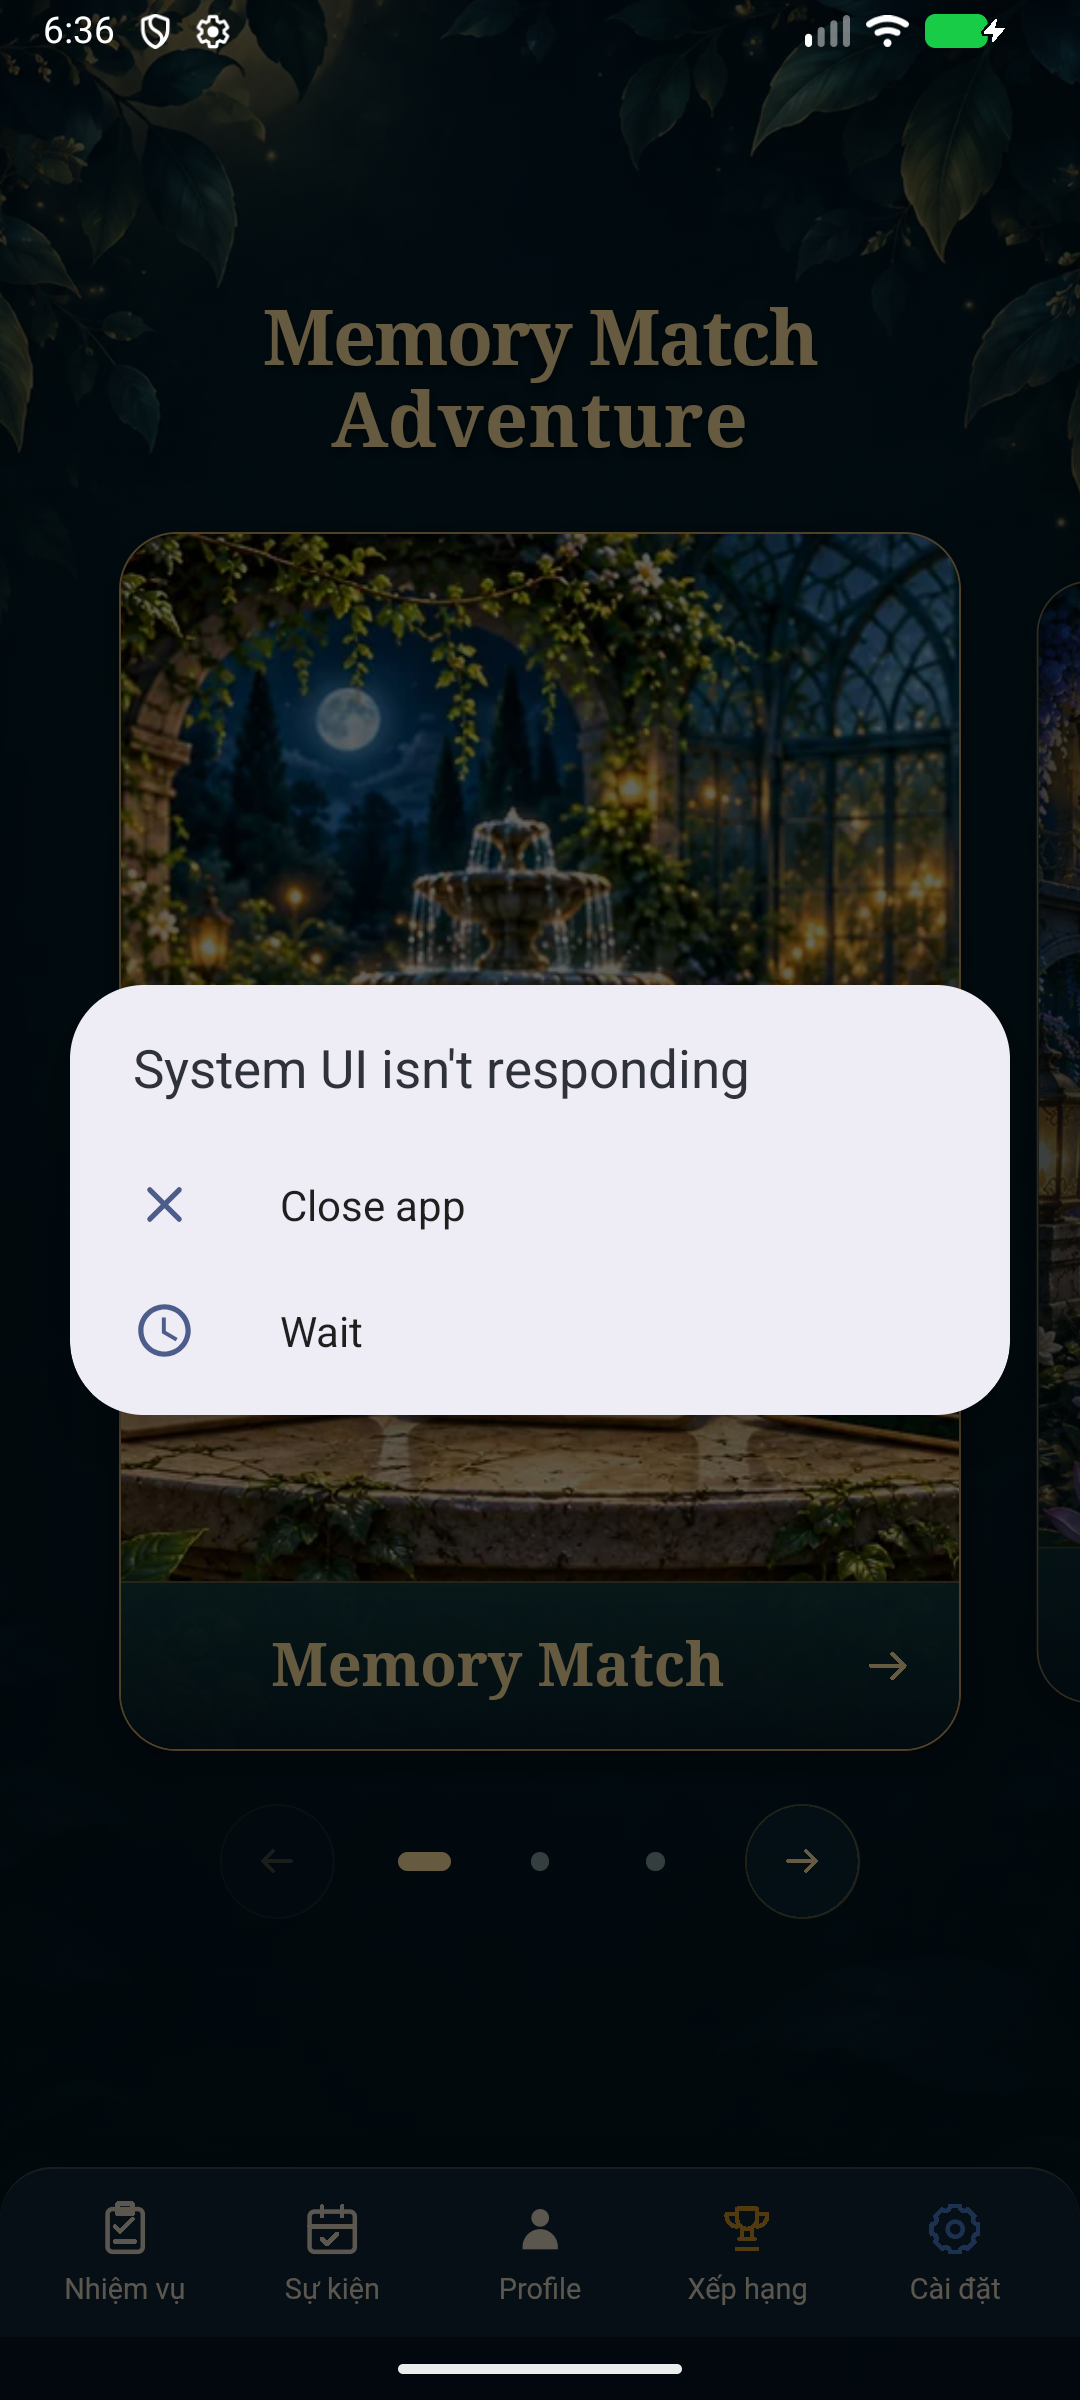 6:36
Memory Match
Adventure
System UI isn't responding
Close app
Wait
Memory Match
Nhiệm vụ
Sự kiện
Profile
Xếp hạng
Cài đặt